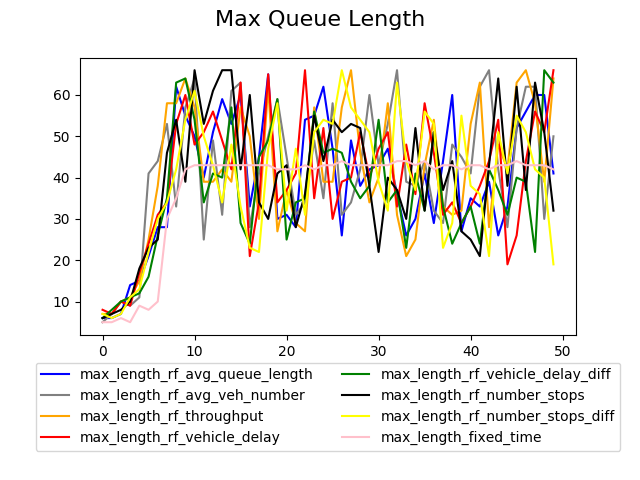 Max Queue Length
60
50
40
30
20
10
0 10 20 30 40 50
max_length_rf_avg_queue_length
max_length_rf_avg_veh_number
max_length_rf_throughput
max_length_rf_vehicle_delay
max_length_rf_vehicle_delay_diff
max_length_rf_number_stops
max_length_rf_number_stops_diff
max_length_fixed_time